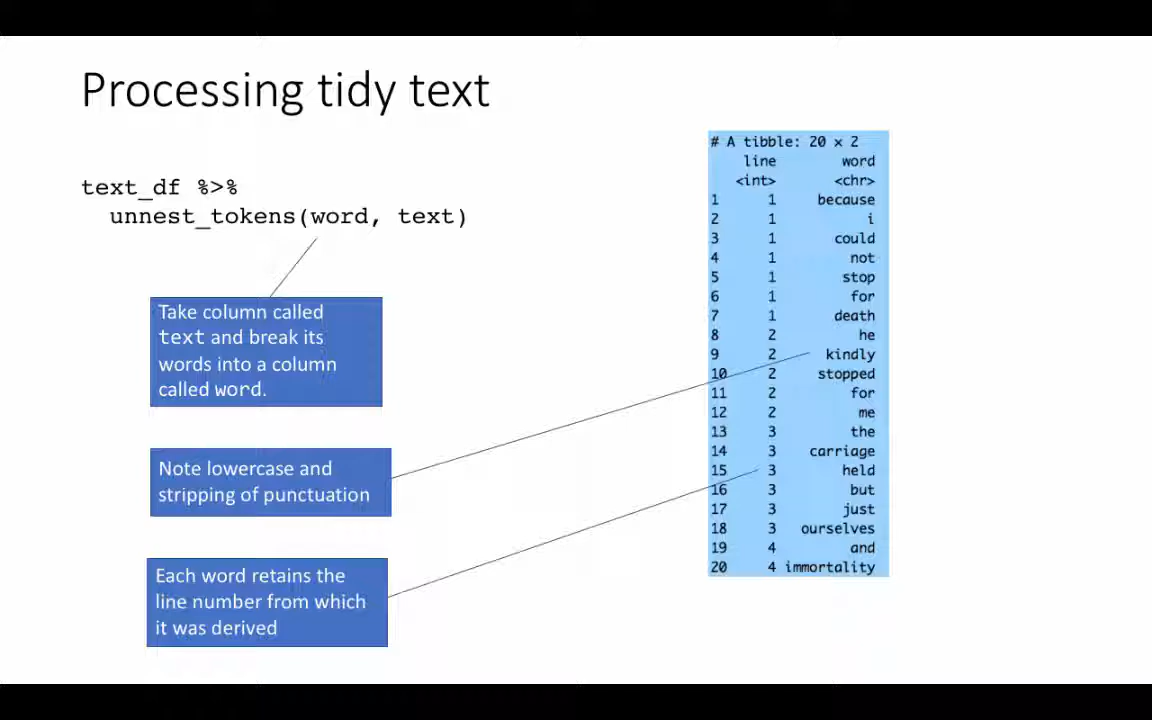 Processing tidy text
text_df %>%
unnest_tokens(word, text)
Take column called
text and break its
words into a column
called word.
Note lowercase and
stripping of punctuation
Each word retains the
line number from which
it was derived
# A tibble: 20 × 2
line word
<int> <chr>
1 1 because
2 1 i
3 1 could
4 1 not
5 1 stop
6 1 for
7 1 death
8 2 he
9 2 kindly
10 2 stopped
11 2 for
12 2 me
13 3 the
14 3 carriage
15 3 held
16 3 but
17 3 just
18 3 ourselves
19 4 and
20 4 immortality